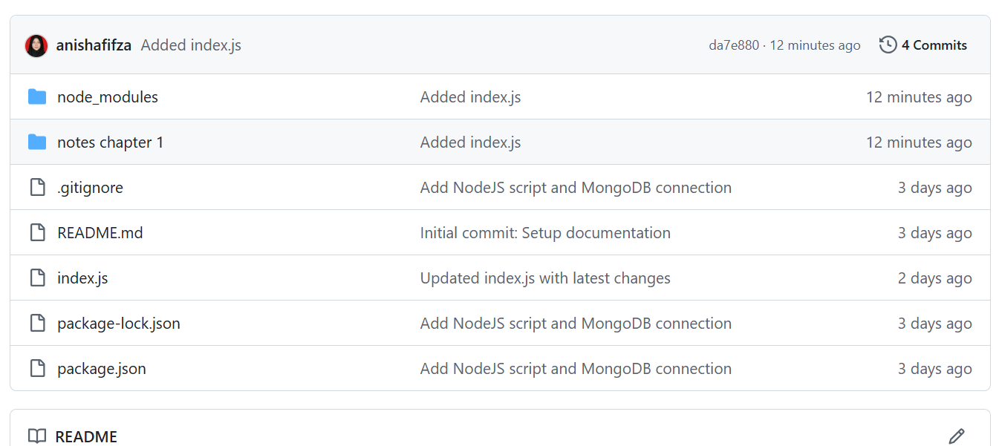 anishafifza Added index.js da7e880 · 12 minutes ago 4 Commits
node_modules Added index.js 12 minutes ago
notes chapter 1 Added index.js 12 minutes ago
.gitignore Add NodeJS script and MongoDB connection 3 days ago
README.md Initial commit: Setup documentation 3 days ago
index.js Updated index.js with latest changes 2 days ago
package-lock.json Add NodeJS script and MongoDB connection 3 days ago
package.json Add NodeJS script and MongoDB connection 3 days ago
README